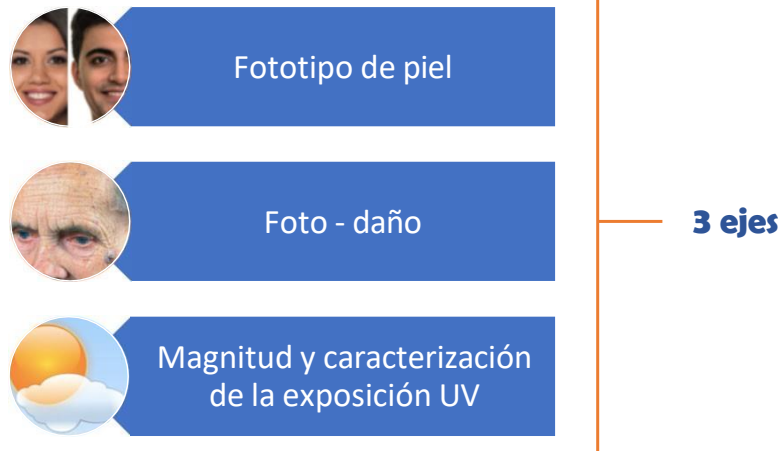 Fototipo de piel
Foto - daño
3 ejes
Magnitud y caracterización
de la exposición UV